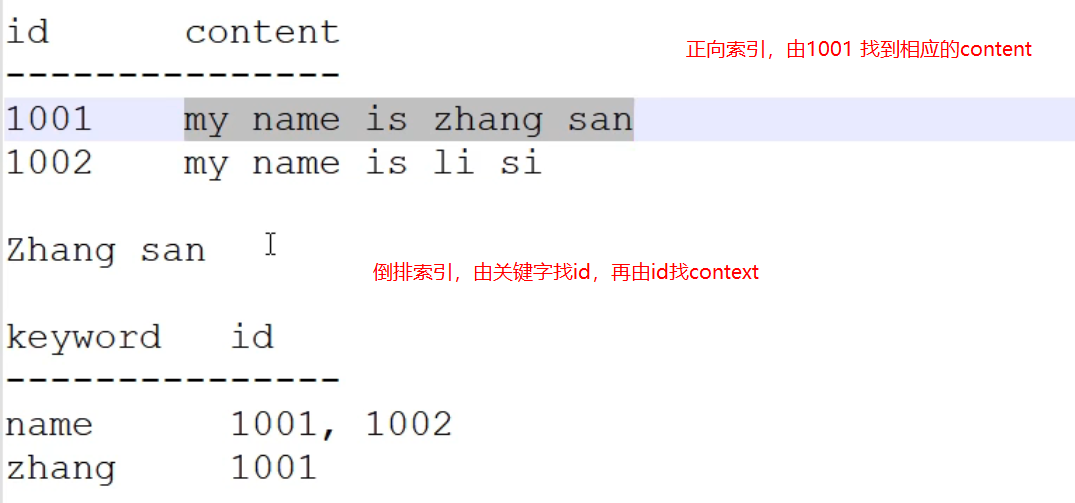 id content
正向索引，由1001 找到相应的content
---------------
1001 my name is zhang san
1002 my name is li si
Zhang san
倒排索引，由关键字找id，再由id找context
keyword id
---------------
name 1001, 1002
zhang 1001